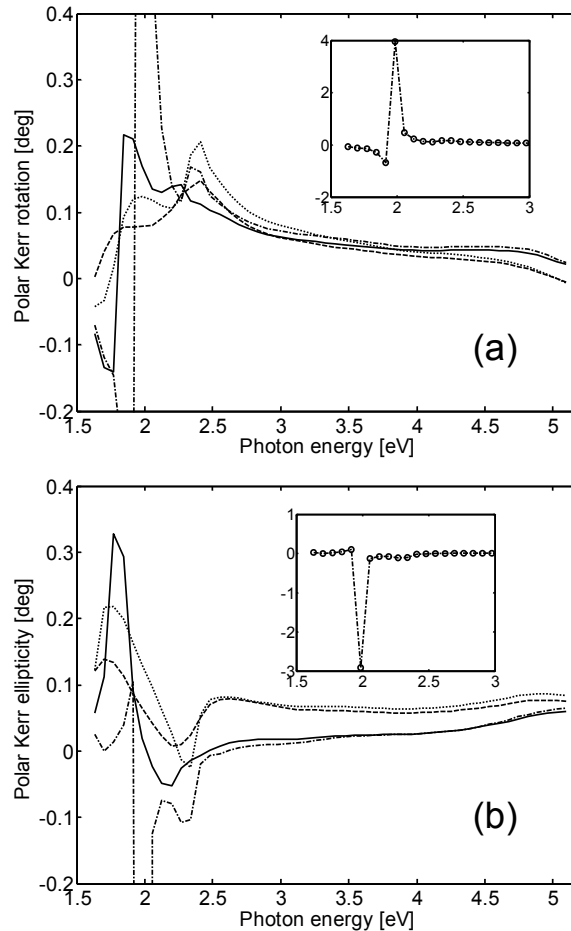 0.4
0.3
0.2
0.1
0
-0.1
-0.2
Polar Kerr rotation [deg]
4
2
0
-2
1.5 2 2.5 3
(a)
1.5 2 2.5 3 3.5 4 4.5 5
Photon energy [eV]
0.4
0.3
0.2
0.1
0
-0.1
-0.2
Polar Kerr ellipticity [deg]
1
0
-1
-2
-3
1.5 2 2.5 3
(b)
1.5 2 2.5 3 3.5 4 4.5 5
Photon energy [eV]